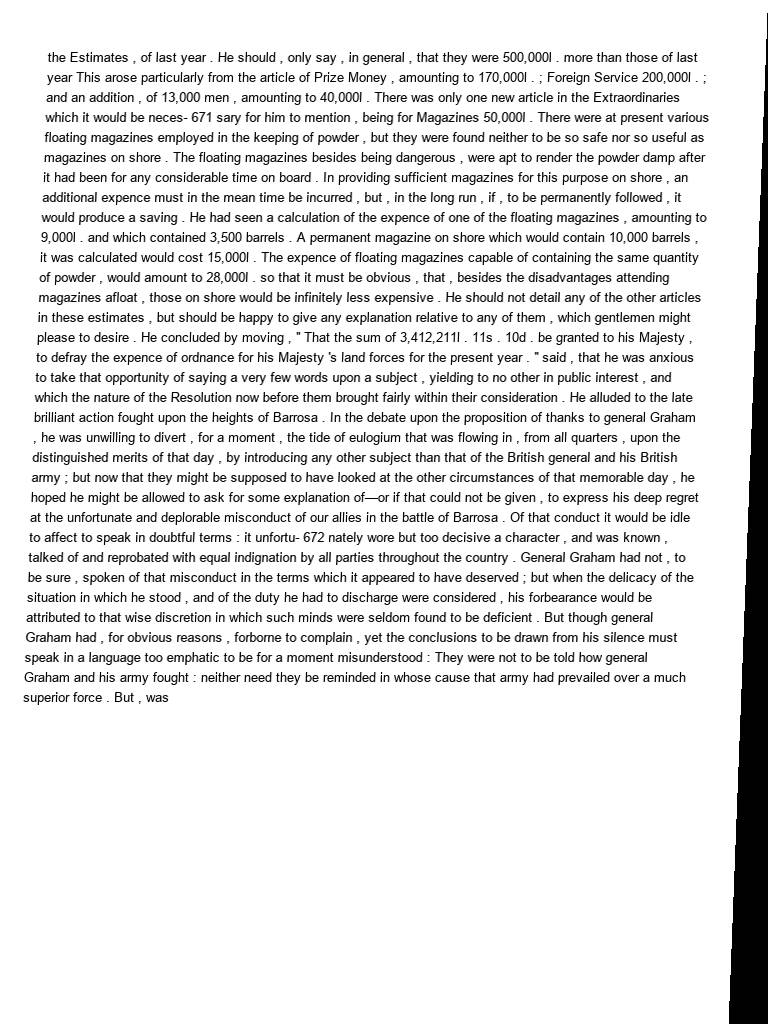 the Estimates , of last year . He should , only say , in general , that they were 500,000l . more than those of last
year This arose particularly from the article of Prize Money , amounting to 170,000l . ; Foreign Service 200,000l . ;
and an addition , of 13,000 men , amounting to 40,000l . There was only one new article in the Extraordinaries
which it would be neces- 671 sary for him to mention , being for Magazines 50,000l . There were at present various
floating magazines employed in the keeping of powder , but they were found neither to be so safe nor so useful as
magazines on shore . The floating magazines besides being dangerous , were apt to render the powder damp after
it had been for any considerable time on board . In providing sufficient magazines for this purpose on shore , an
additional expence must in the mean time be incurred , but , in the long run , if , to be permanently followed , it
would produce a saving . He had seen a calculation of the expence of one of the floating magazines , amounting to
9,000l . and which contained 3,500 barrels . A permanent magazine on shore which would contain 10,000 barrels ,
it was calculated would cost 15,000l . The expence of floating magazines capable of containing the same quantity
of powder , would amount to 28,000l . so that it must be obvious , that , besides the disadvantages attending
magazines afloat , those on shore would be infinitely less expensive . He should not detail any of the other articles
in these estimates , but should be happy to give any explanation relative to any of them , which gentlemen might
please to desire . He concluded by moving , " That the sum of 3,412,211l . 11s . 10d . be granted to his Majesty ,
to defray the expence of ordnance for his Majesty 's land forces for the present year . " said , that he was anxious
to take that opportunity of saying a very few words upon a subject , yielding to no other in public interest , and
which the nature of the Resolution now before them brought fairly within their consideration . He alluded to the late
brilliant action fought upon the heights of Barrosa . In the debate upon the proposition of thanks to general Graham
, he was unwilling to divert , for a moment , the tide of eulogium that was flowing in , from all quarters , upon the
distinguished merits of that day , by introducing any other subject than that of the British general and his British
army ; but now that they might be supposed to have looked at the other circumstances of that memorable day , he
hoped he might be allowed to ask for some explanation of—or if that could not be given , to express his deep regret
at the unfortunate and deplorable misconduct of our allies in the battle of Barrosa . Of that conduct it would be idle
to affect to speak in doubtful terms : it unfortu- 672 nately wore but too decisive a character , and was known ,
talked of and reprobated with equal indignation by all parties throughout the country . General Graham had not , to
be sure , spoken of that misconduct in the terms which it appeared to have deserved ; but when the delicacy of the
situation in which he stood , and of the duty he had to discharge were considered , his forbearance would be
attributed to that wise discretion in which such minds were seldom found to be deficient . But though general
Graham had , for obvious reasons , forborne to complain , yet the conclusions to be drawn from his silence must
speak in a language too emphatic to be for a moment misunderstood : They were not to be told how general
Graham and his army fought : neither need they be reminded in whose cause that army had prevailed over a much
superior force . But , was